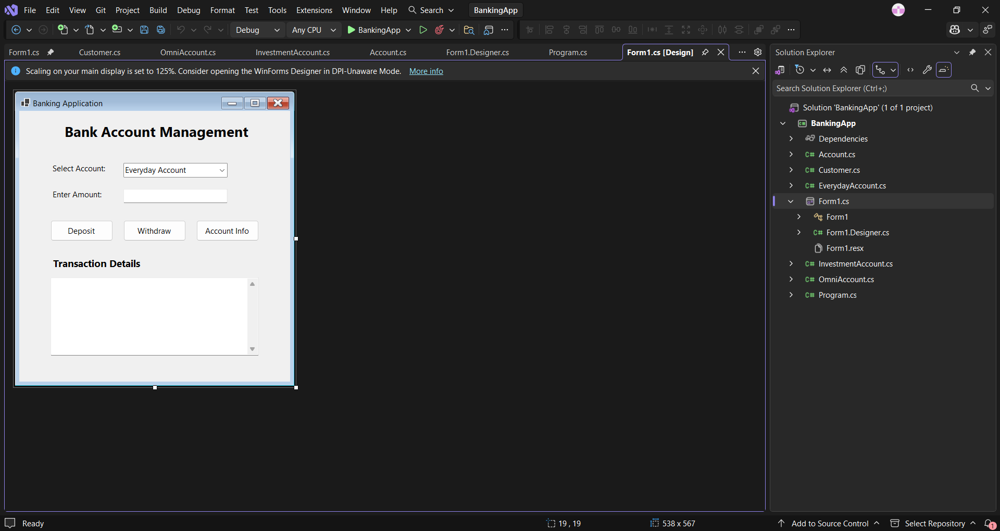 File Edit View Git Project Build Debug Format Test Tools Extensions Window Help Search BankingApp
Debug Any CPU BankingApp
Form1.cs Customer.cs OmniAccount.cs InvestmentAccount.cs Account.cs Form1.Designer.cs Program.cs Form1.cs [Design]
Scaling on your main display is set to 125%. Consider opening the WinForms Designer in DPI-Unaware Mode. More info
Banking Application
Bank Account Management
Select Account: Everyday Account
Enter Amount:
Deposit Withdraw Account Info
Transaction Details
Solution Explorer
Search Solution Explorer (Ctrl+;)
Solution 'BankingApp' (1 of 1 project)
C# BankingApp
Dependencies
C# Account.cs
C# Customer.cs
C# EverydayAccount.cs
Form1.cs
Form1
C# Form1.Designer.cs
Form1.resx
C# InvestmentAccount.cs
C# OmniAccount.cs
C# Program.cs
Ready 19 , 19 538 x 567 Add to Source Control Select Repository 1